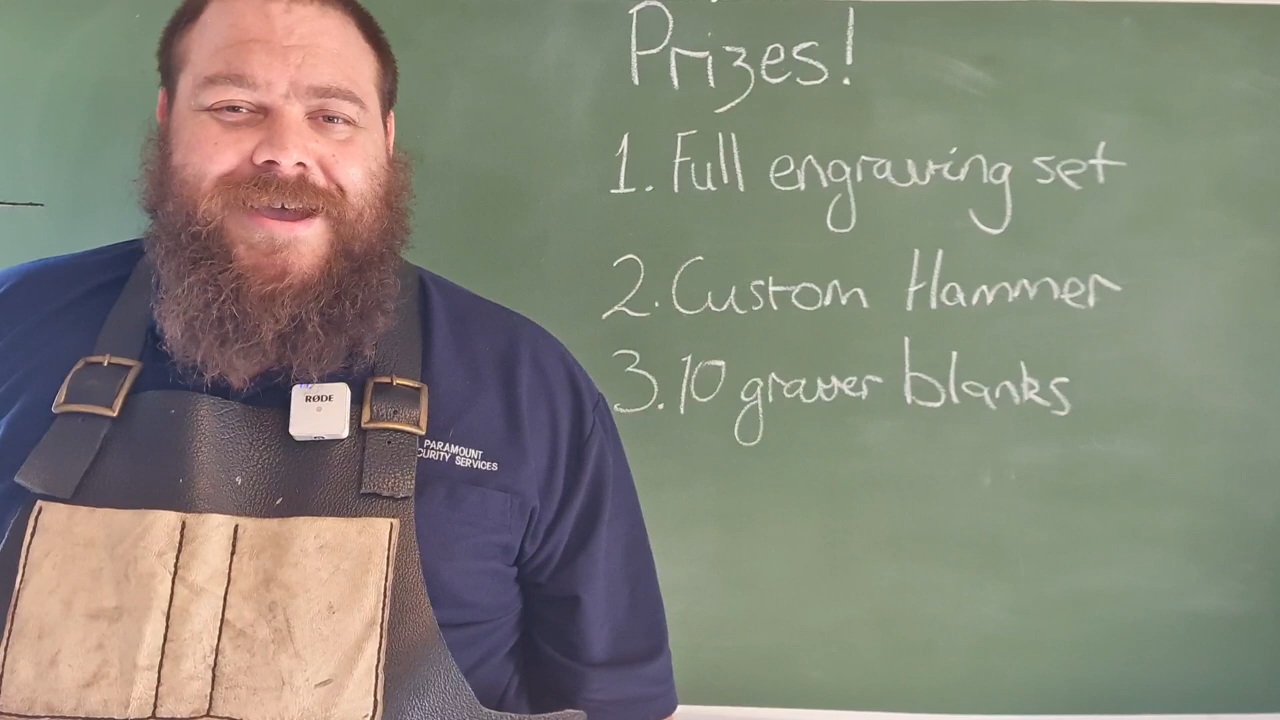 Prizes!
1. Full engraving set
2. Custom Hammer
3. 10 graver blanks
RØDE
PARAMOUNT
CURITY SERVICES